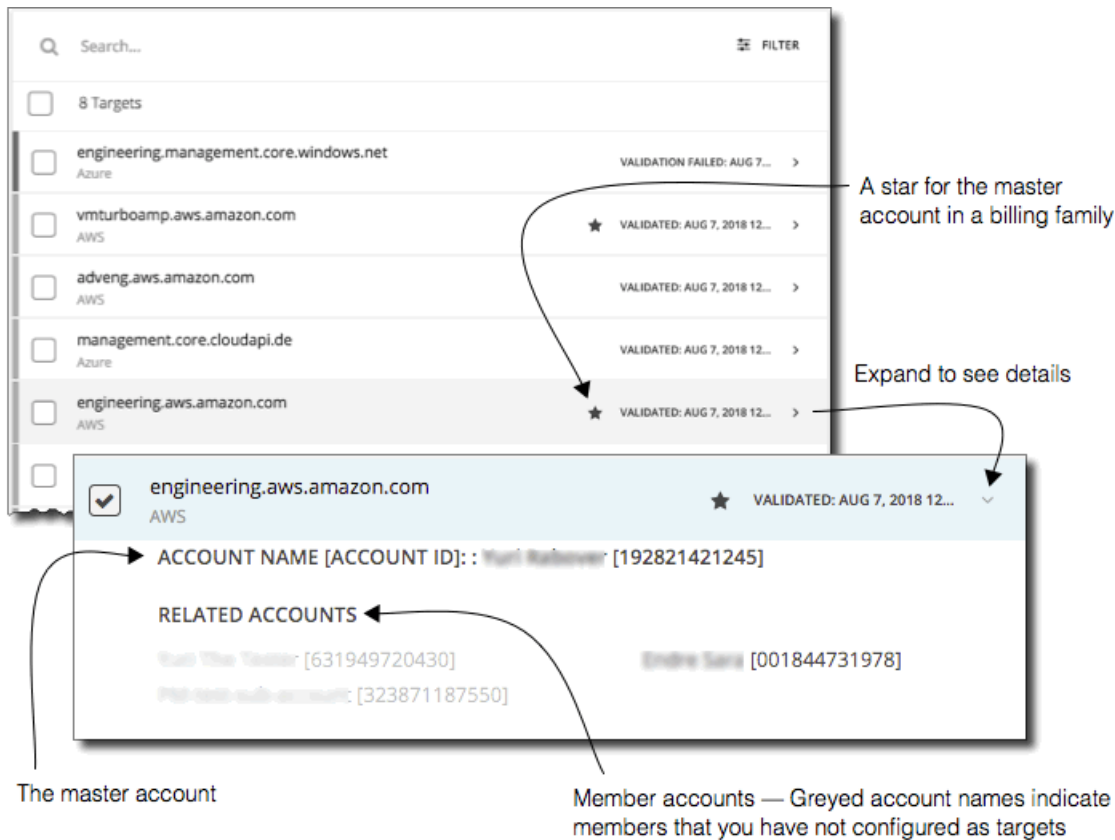 Search...
FILTER
8 Targets
engineering.management.core.windows.net
Azure
VALIDATION FAILED: AUG 7...
vmturboamp.aws.amazon.com
AWS
VALIDATED: AUG 7, 2018 12...
adveng.aws.amazon.com
AWS
VALIDATED: AUG 7, 2018 12...
management.core.cloudapi.de
Azure
VALIDATED: AUG 7, 2018 12...
engineering.aws.amazon.com
AWS
VALIDATED: AUG 7, 2018 12...
A star for the master
account in a billing family
Expand to see details
engineering.aws.amazon.com
AWS
VALIDATED: AUG 7, 2018 12...
ACCOUNT NAME [ACCOUNT ID]: : [192821421245]
RELATED ACCOUNTS
[631949720430]
[001844731978]
[323871187550]
The master account
Member accounts — Greyed account names indicate
members that you have not configured as targets